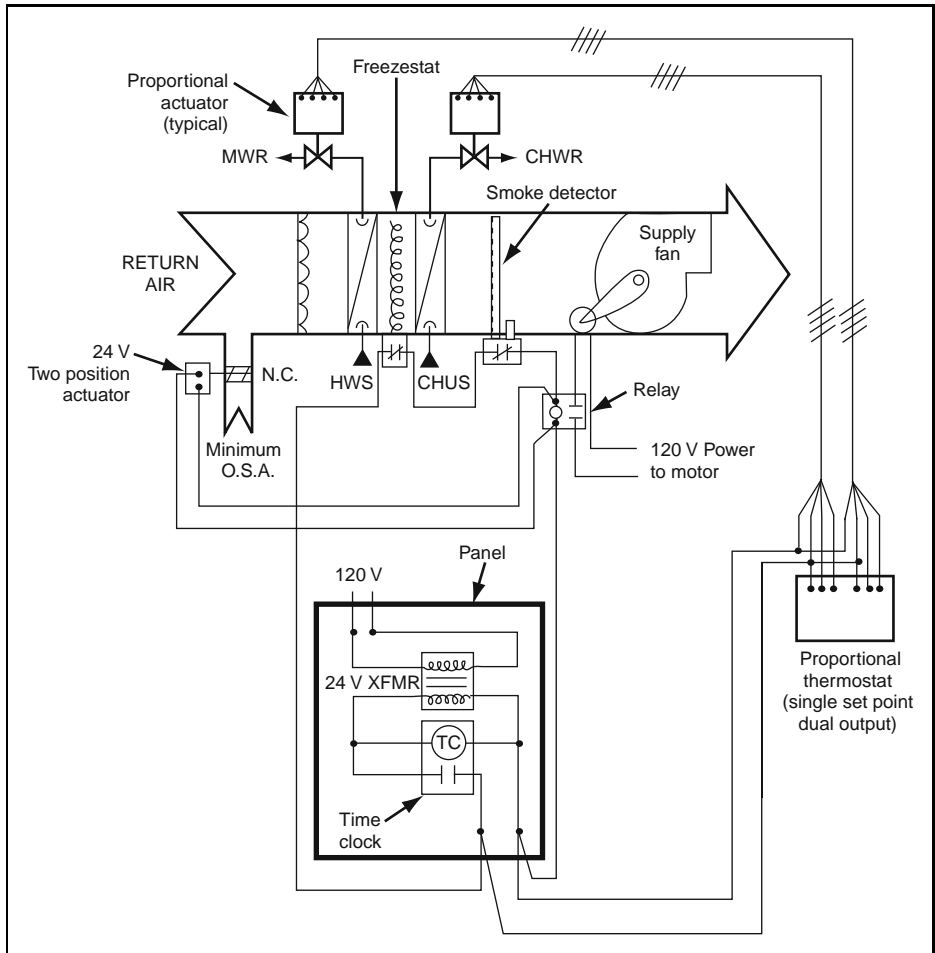 Freezestat
Proportional
actuator
(typical)
MWR
CHWR
Smoke detector
RETURN
AIR
Supply
fan
24 V
Two position
actuator
N.C.
HWS
CHUS
Relay
Minimum
O.S.A.
120 V Power
to motor
Panel
120 V
24 V XFMR
TC
Time
clock
Proportional
thermostat
(single set point
dual output)